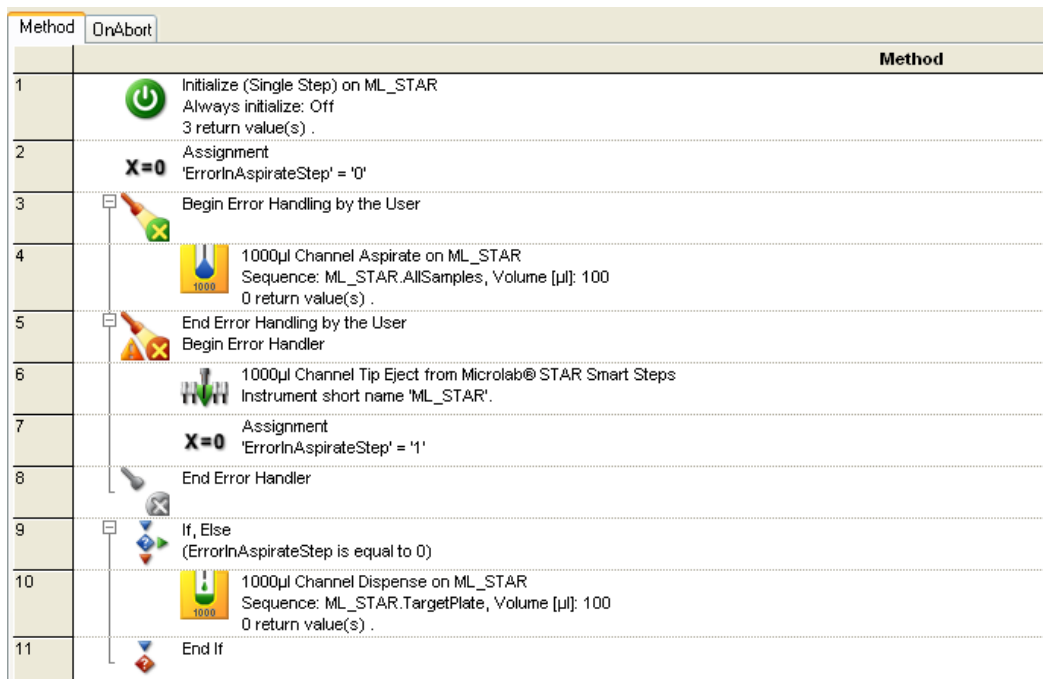 Method OnAbort
Method
1
Initialize (Single Step) on ML_STAR
Always initialize: Off
3 return value(s) .
2
X=0
Assignment
'ErrorInAspirateStep' = '0'
3
Begin Error Handling by the User
4
1000
1000µl Channel Aspirate on ML_STAR
Sequence: ML_STAR.AllSamples, Volume [µl]: 100
0 return value(s) .
5
End Error Handling by the User
Begin Error Handler
6
1000µl Channel Tip Eject from Microlab® STAR Smart Steps
Instrument short name 'ML_STAR'.
7
X=0
Assignment
'ErrorInAspirateStep' = '1'
8
End Error Handler
9
If, Else
(ErrorInAspirateStep is equal to 0)
10
1000
1000µl Channel Dispense on ML_STAR
Sequence: ML_STAR.TargetPlate, Volume [µl]: 100
0 return value(s) .
11
End If